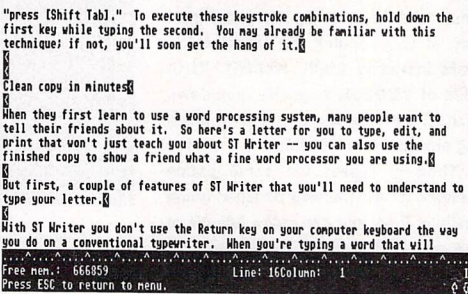 "press [Shift Tab]."  To execute these keystroke combinations, hold down the
first key while typing the second.  You may already be familiar with this
technique; if not, you'll soon get the hang of it.
Clean copy in minutes
When they first learn to use a word processing system, many people want to
tell their friends about it.  So here's a letter for you to type, edit, and
print that won't just teach you about ST Writer -- you can also use the
finished copy to show a friend what a fine word processor you are using.
But first, a couple of features of ST Writer that you'll need to understand to
type your letter.
With ST Writer you don't use the Return key on your computer keyboard the way
you do on a conventional typewriter.  When you're typing a word that will
Free mem.:  666859 Line: 16Column:  1
Press ESC to return to menu.